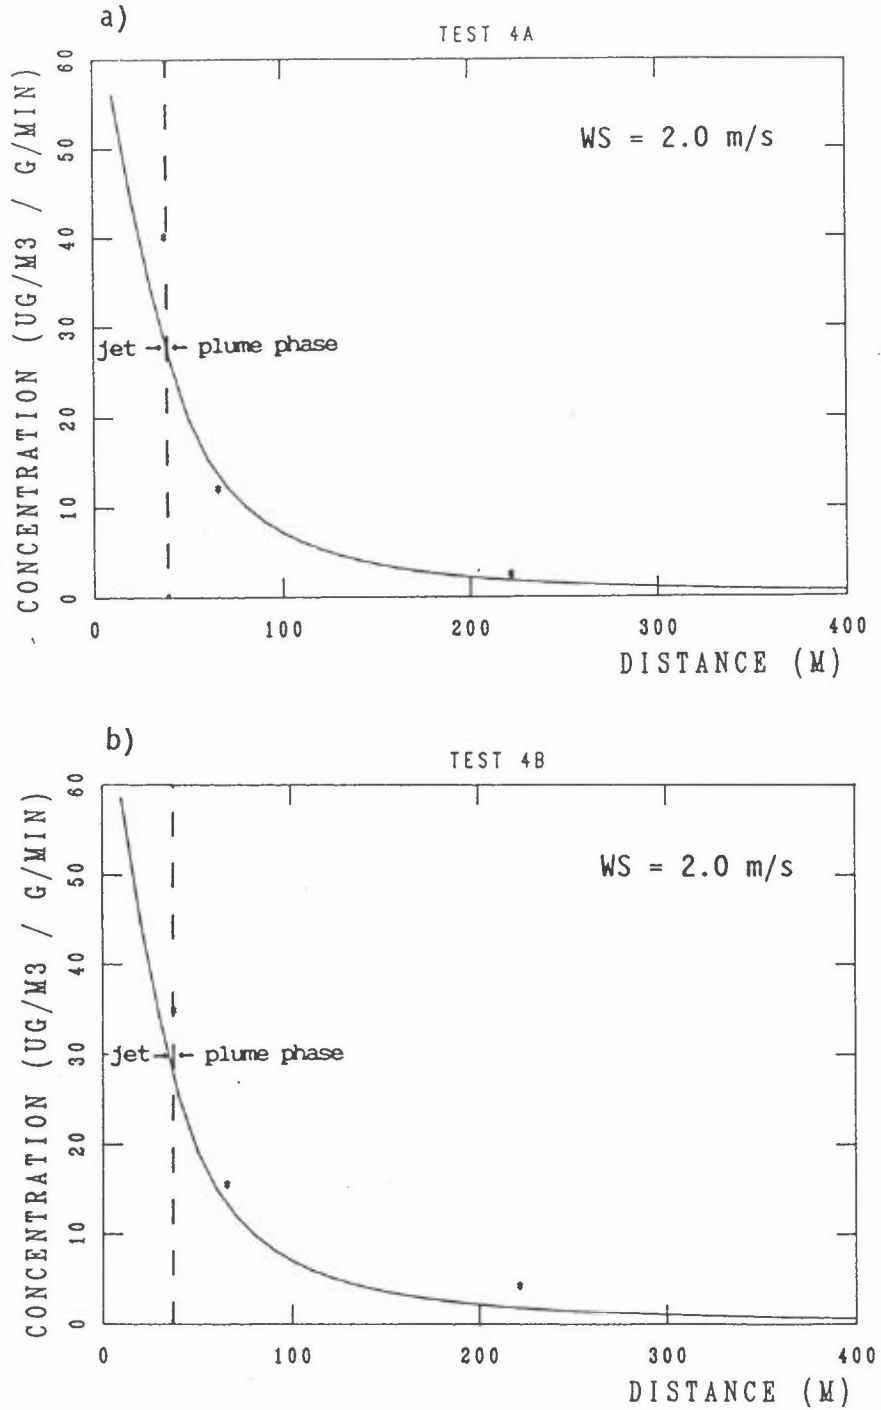 a)
TEST 4A
WS = 2.0 m/s
CONCENTRATION (UG/M3 / G/MIN)
60
50
40
30
20
10
0
jet
plume phase
0 100 200 300 400
DISTANCE (M)
b)
TEST 4B
WS = 2.0 m/s
CONCENTRATION (UG/M3 / G/MIN)
60
50
40
30
20
10
0
jet
plume phase
0 100 200 300 400
DISTANCE (M)